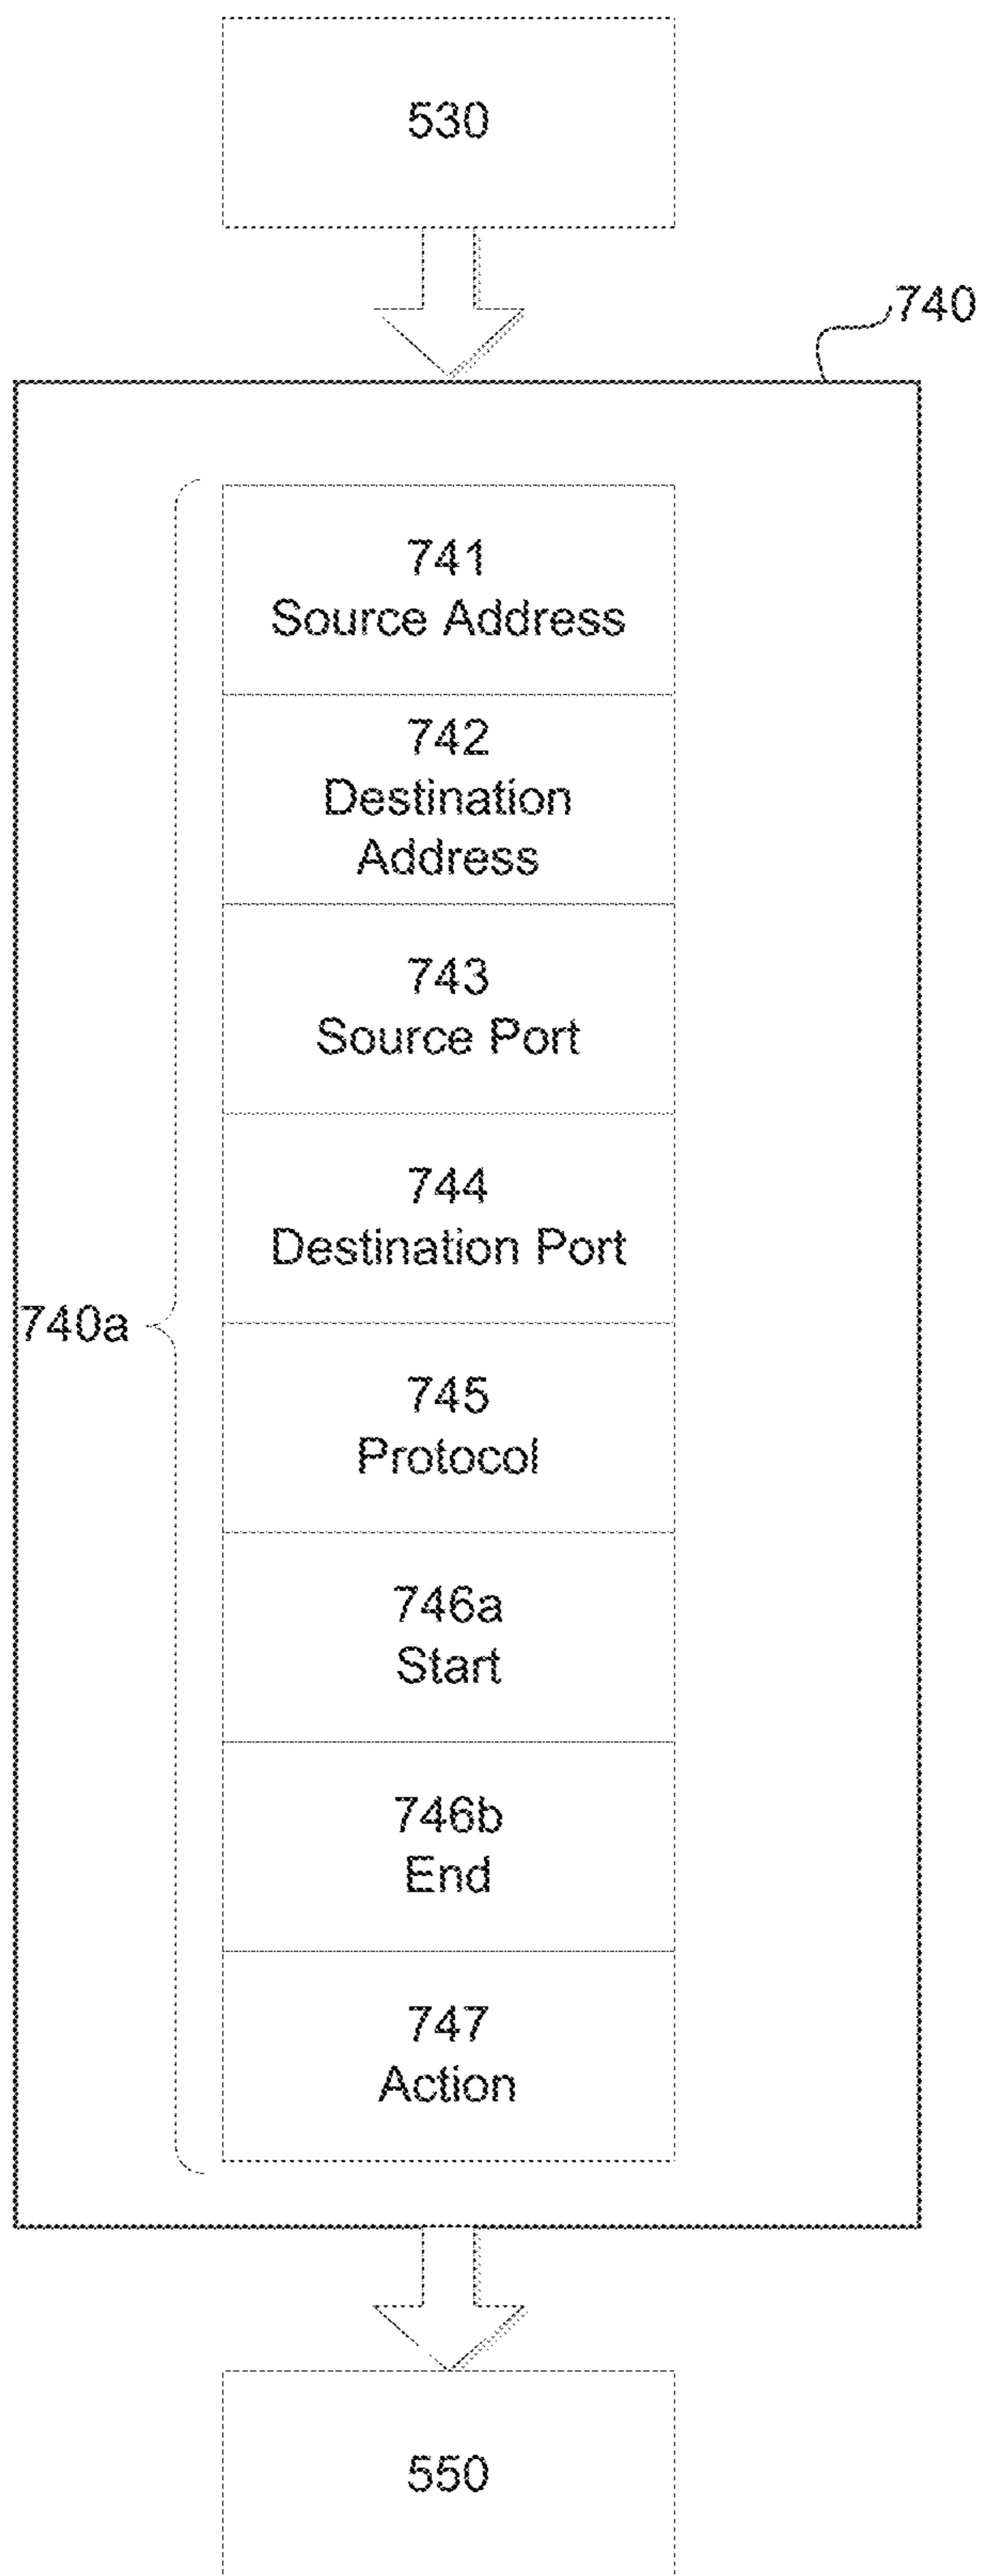 530
740
741
Source Address
742
Destination
Address
743
Source Port
744
Destination Port
740a
745
Protocol
746a
Start
746b
End
747
Action
550